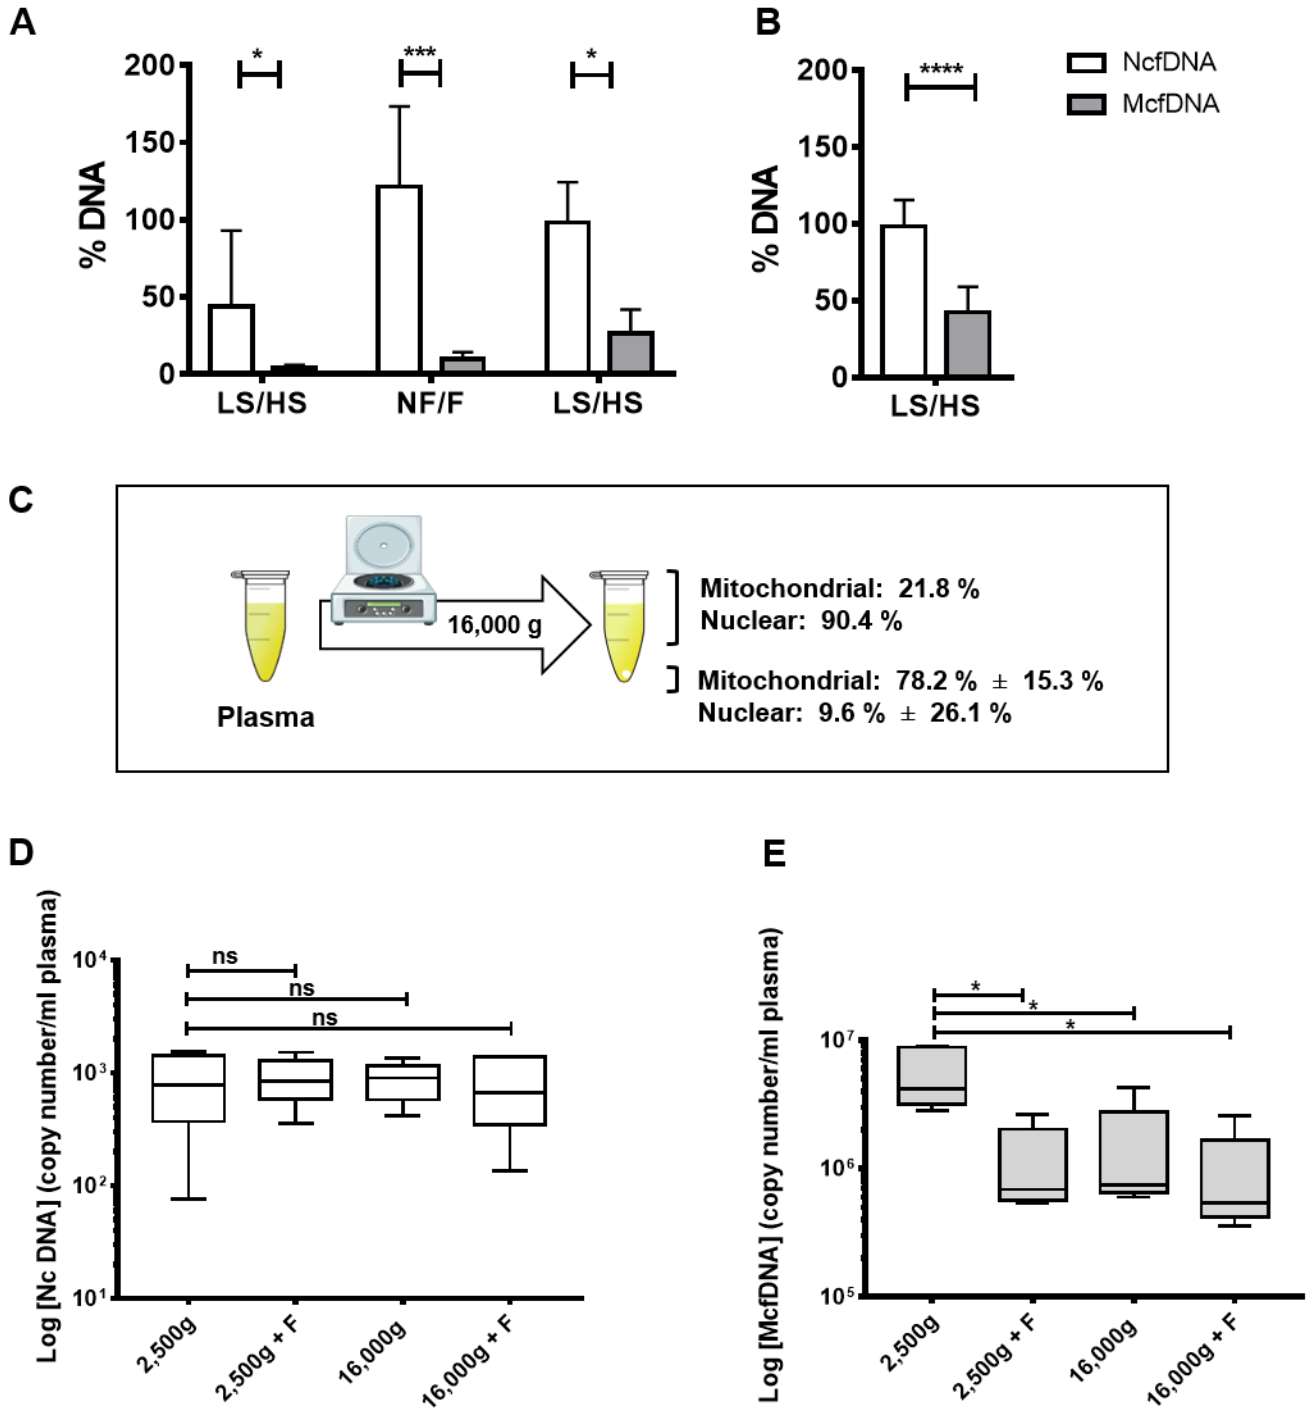 A
200
150
100
50
0
% DNA
*
***
*
LS/HS
NF/F
LS/HS
B
200
150
100
50
0
% DNA
****
LS/HS
NcfDNA
McfDNA
C
Plasma
16,000 g
Mitochondrial: 21.8 %
Nuclear: 90.4 %
Mitochondrial: 78.2 % ± 15.3 %
Nuclear: 9.6 % ± 26.1 %
D
Log [Nc DNA] (copy number/ml plasma)
10⁴
10³
10²
10¹
ns
ns
ns
2,500g
2,500g + F
16,000g
16,000g + F
E
Log [McfDNA] (copy number/ml plasma)
10⁷
10⁶
10⁵
*
*
*
2,500g
2,500g + F
16,000g
16,000g + F